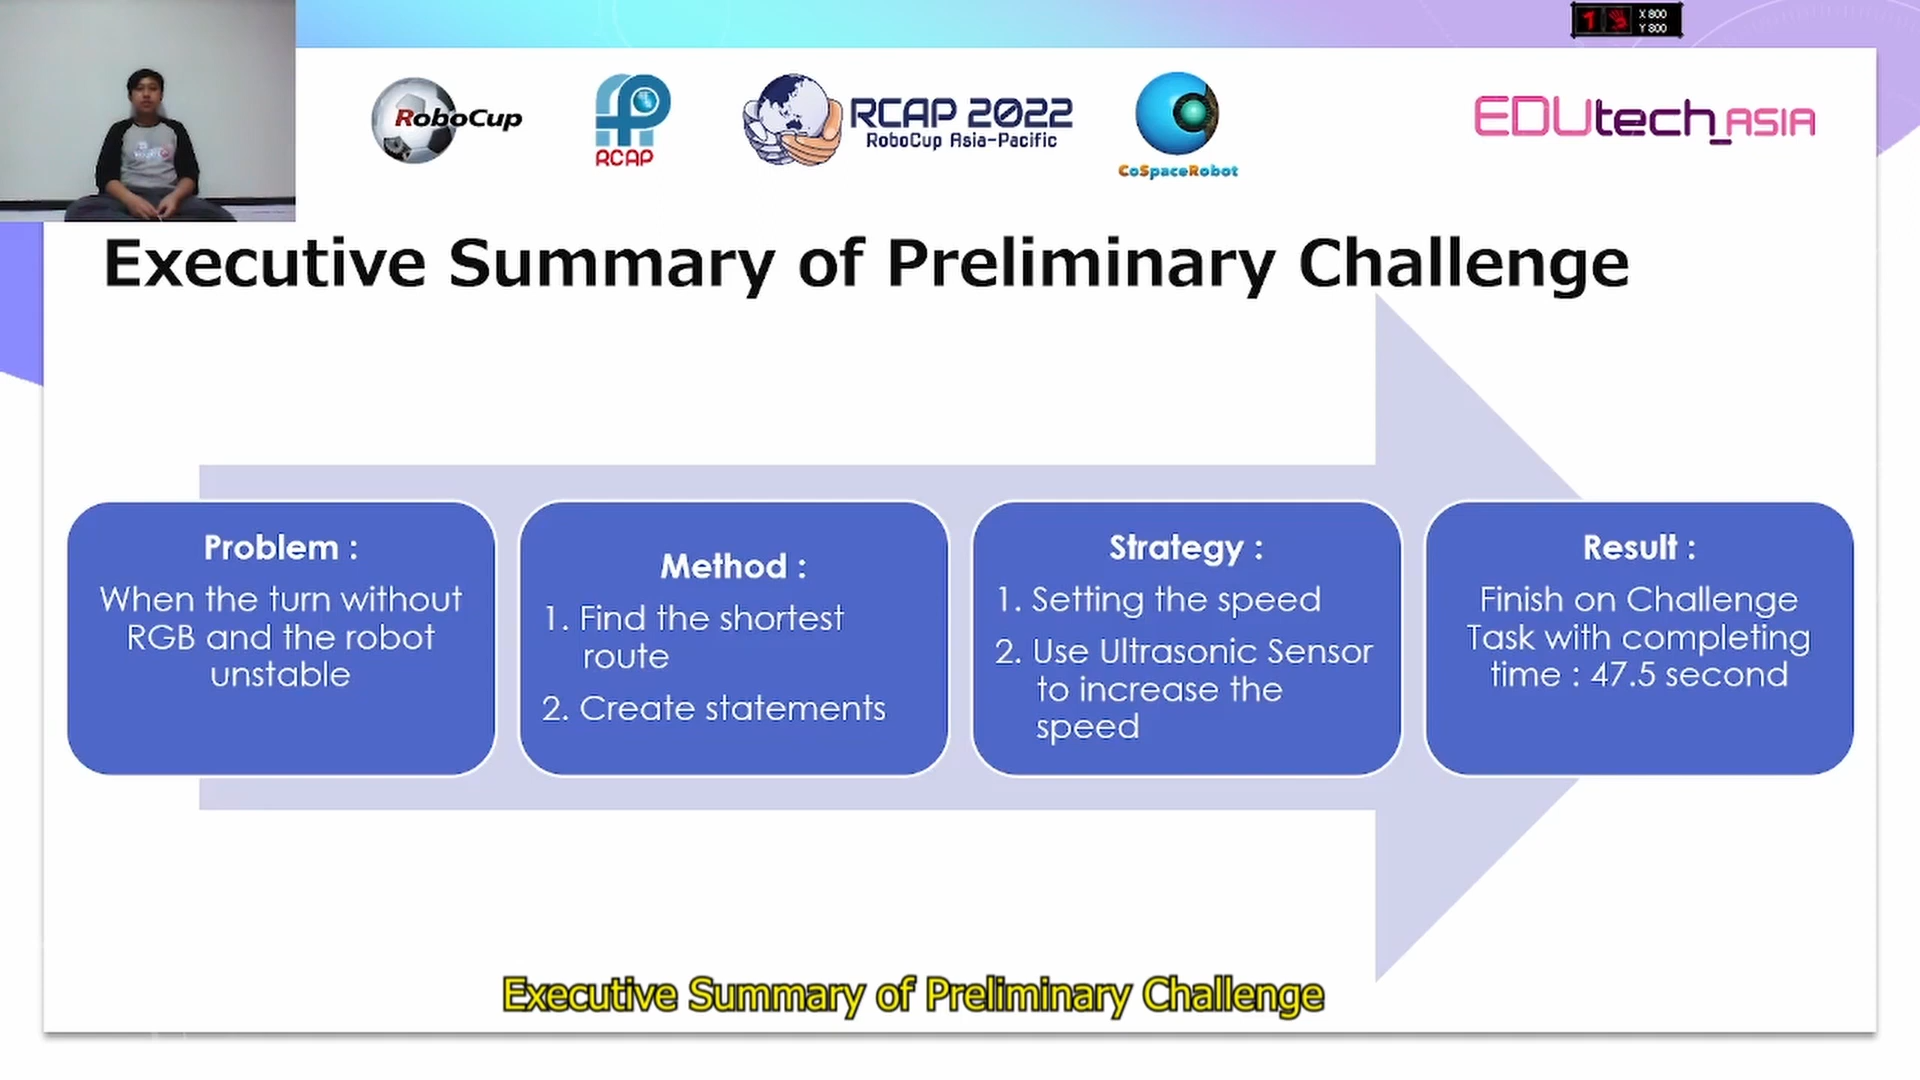 X 800
Y 800
RoboCup
RCAP
RCAP 2022
RoboCup Asia-Pacific
CoSpaceRobot
EDUtech_ASIA
Executive Summary of Preliminary Challenge
Problem :
When the turn without
RGB and the robot
unstable
Method :
1. Find the shortest
route
2. Create statements
Strategy :
1. Setting the speed
2. Use Ultrasonic Sensor
to increase the
speed
Result :
Finish on Challenge
Task with completing
time : 47.5 second
Executive Summary of Preliminary Challenge